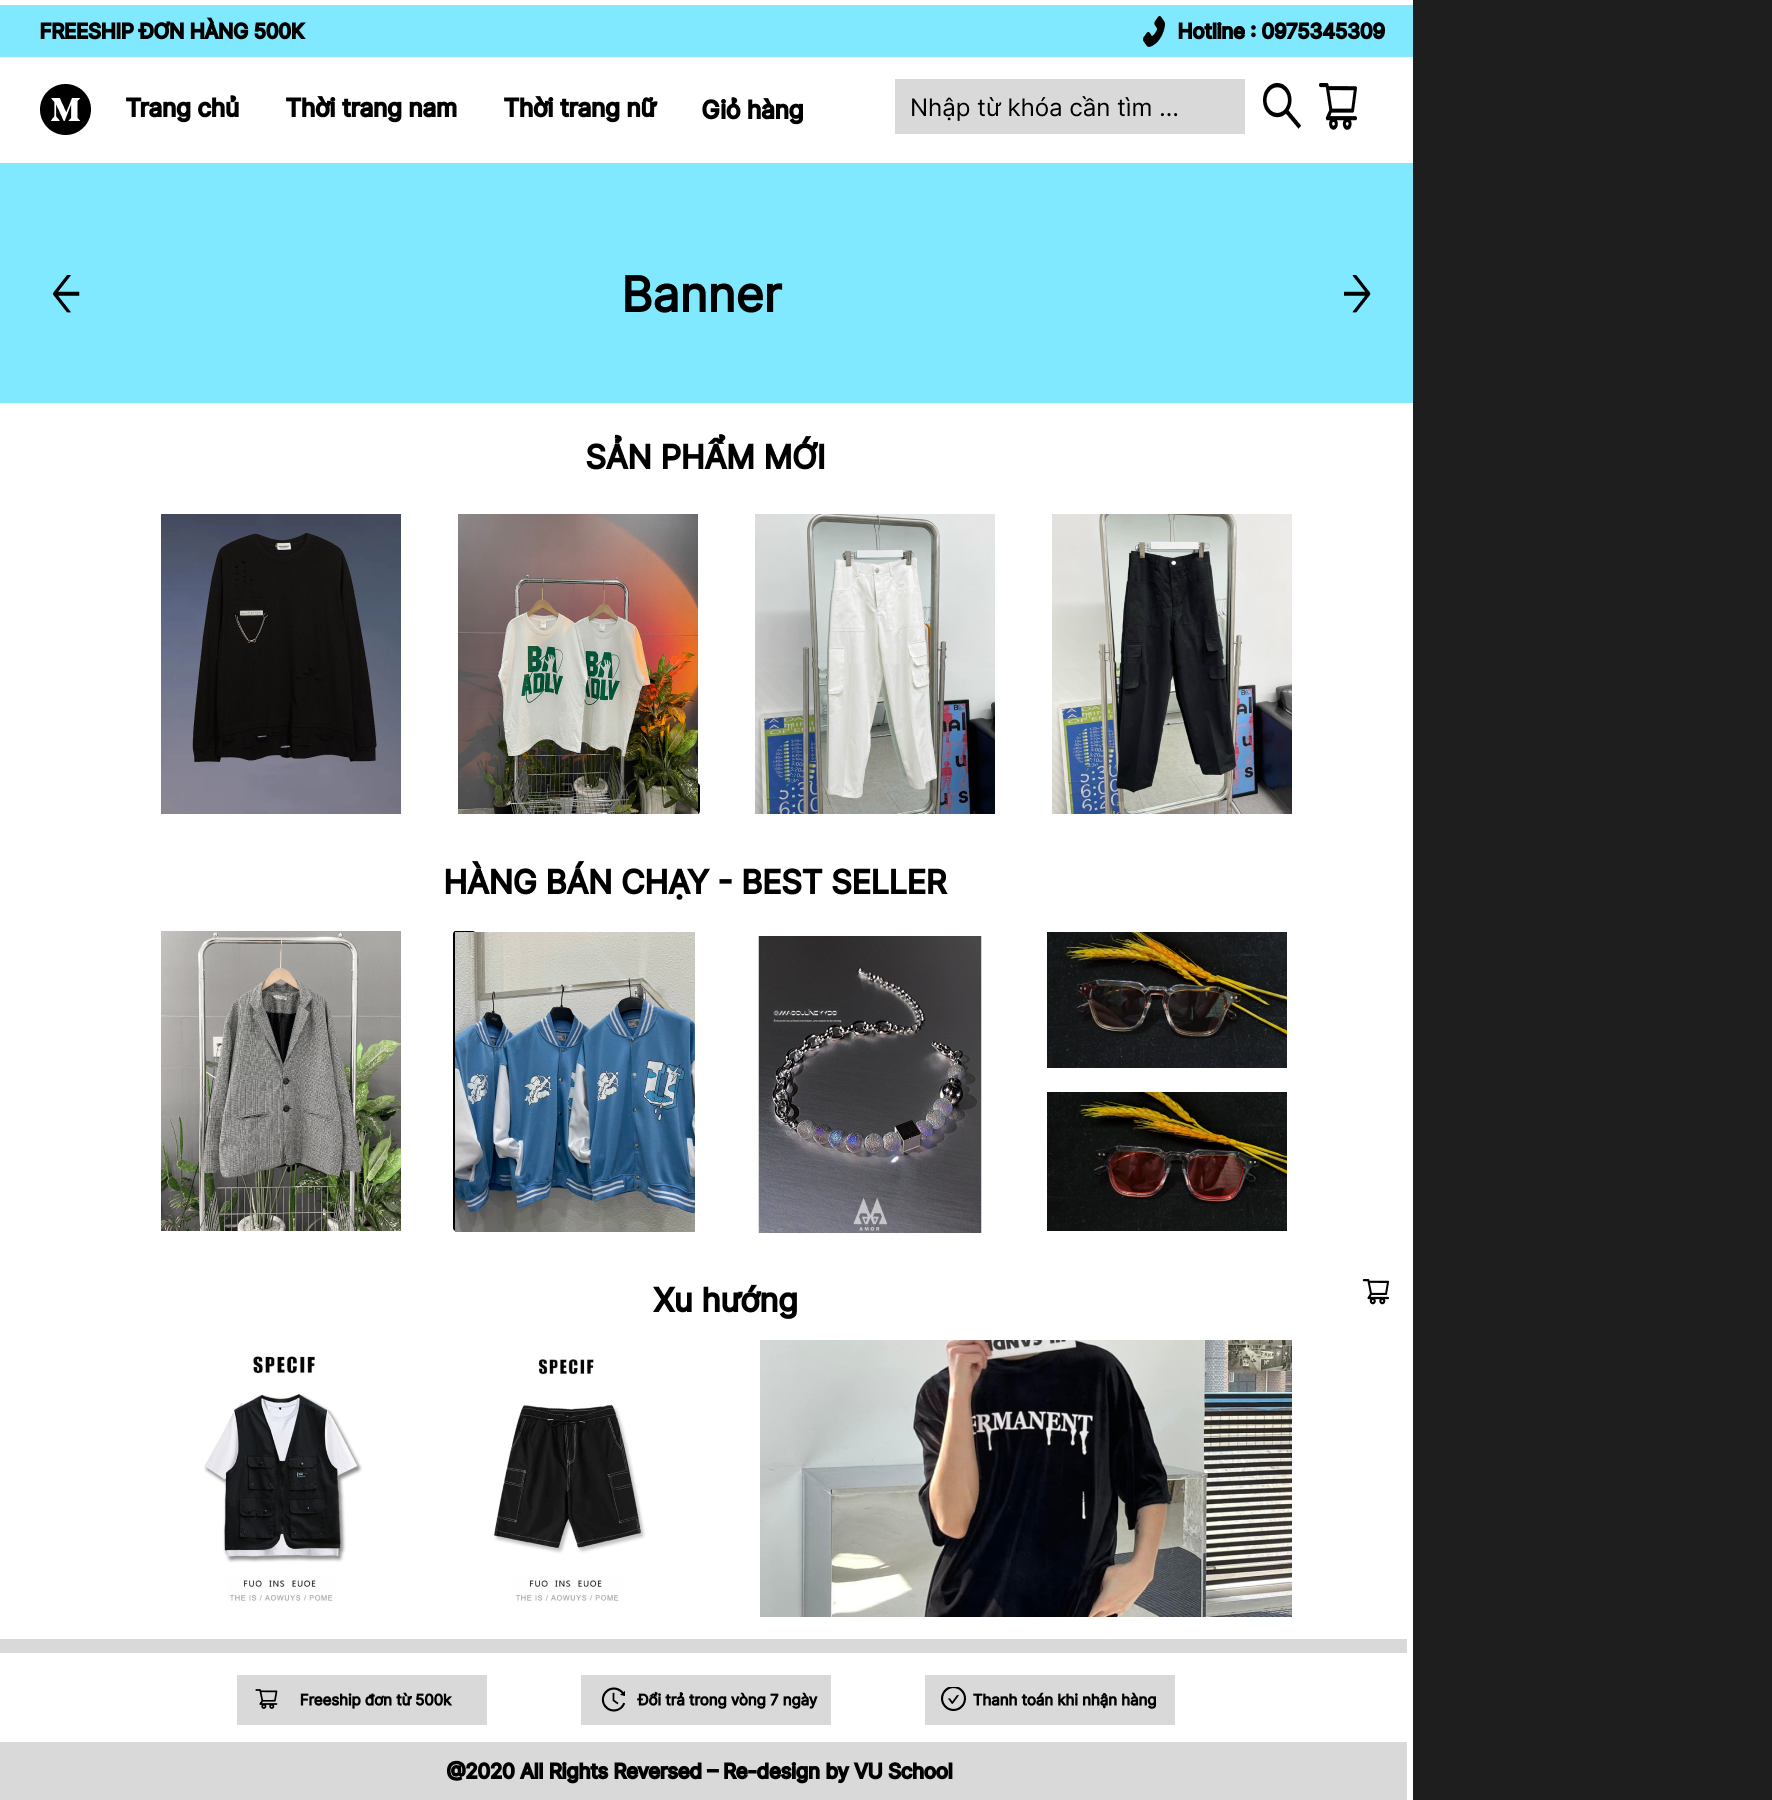 FREESHIP ĐƠN HÀNG 500K
Hotline : 0975345309
M
Trang chủ
Thời trang nam
Thời trang nữ
Giỏ hàng
Nhập từ khóa cần tìm ...
Banner
SẢN PHẨM MỚI
BA
ADLV
BA
ADLV
HÀNG BÁN CHẠY - BEST SELLER
AMOR
Xu hướng
SPECIF
FUO INS EUOE
THE IS / AOWUYS / POME
SPECIF
FUO INS EUOE
THE IS / AOWUYS / POME
ERMANENT
Freeship đơn từ 500k
Đổi trả trong vòng 7 ngày
Thanh toán khi nhận hàng
@2020 All Rights Reversed – Re-design by VU School